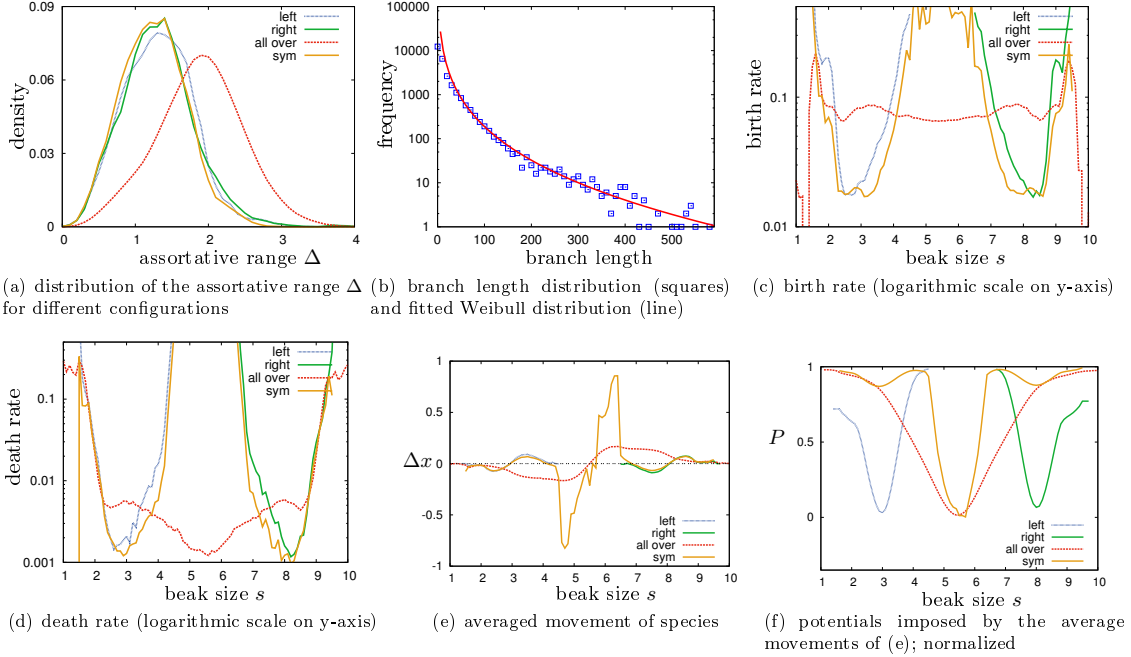 0.09
0.06
0.03
0
0 1 2 3 4
density
assortative range Δ
left
right
all over
sym
(a) distribution of the assortative range Δ
for different configurations
100000
10000
1000
100
10
1
0 100 200 300 400 500
frequency
branch length
(b) branch length distribution (squares)
and fitted Weibull distribution (line)
0.1
0.01
1 2 3 4 5 6 7 8 9 10
birth rate
beak size s
left
right
all over
sym
(c) birth rate (logarithmic scale on y-axis)
0.1
0.01
0.001
1 2 3 4 5 6 7 8 9 10
death rate
beak size s
left
right
all over
sym
(d) death rate (logarithmic scale on y-axis)
1
0.5
0
-0.5
-1
1 2 3 4 5 6 7 8 9 10
Δx
beak size s
left
right
all over
sym
(e) averaged movement of species
1
0.5
0
1 2 3 4 5 6 7 8 9 10
P
beak size s
left
right
all over
sym
(f) potentials imposed by the average
movements of (e); normalized